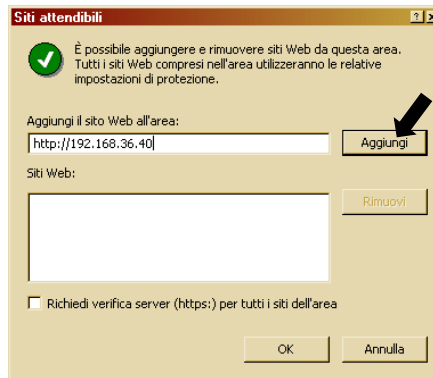 Siti attendibili
È possibile aggiungere e rimuovere siti Web da questa area.
Tutti i siti Web compresi nell'area utilizzeranno le relative
impostazioni di protezione.
Aggiungi il sito Web all'area:
http://192.168.36.40
Aggiungi
Siti Web:
Rimuovi
Richiedi verifica server (https:) per tutti i siti dell'area
OK
Annulla